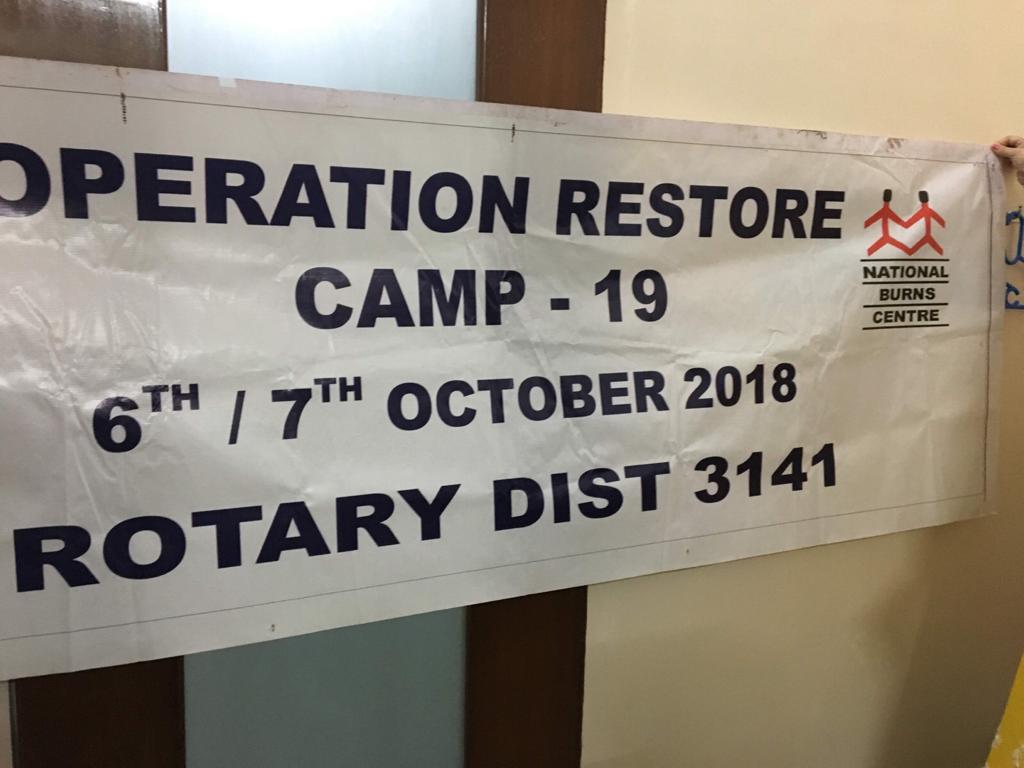 OPERATION RESTORE
CAMP - 19
6TH / 7TH OCTOBER 2018
ROTARY DIST 3141
NATIONAL
BURNS
CENTRE